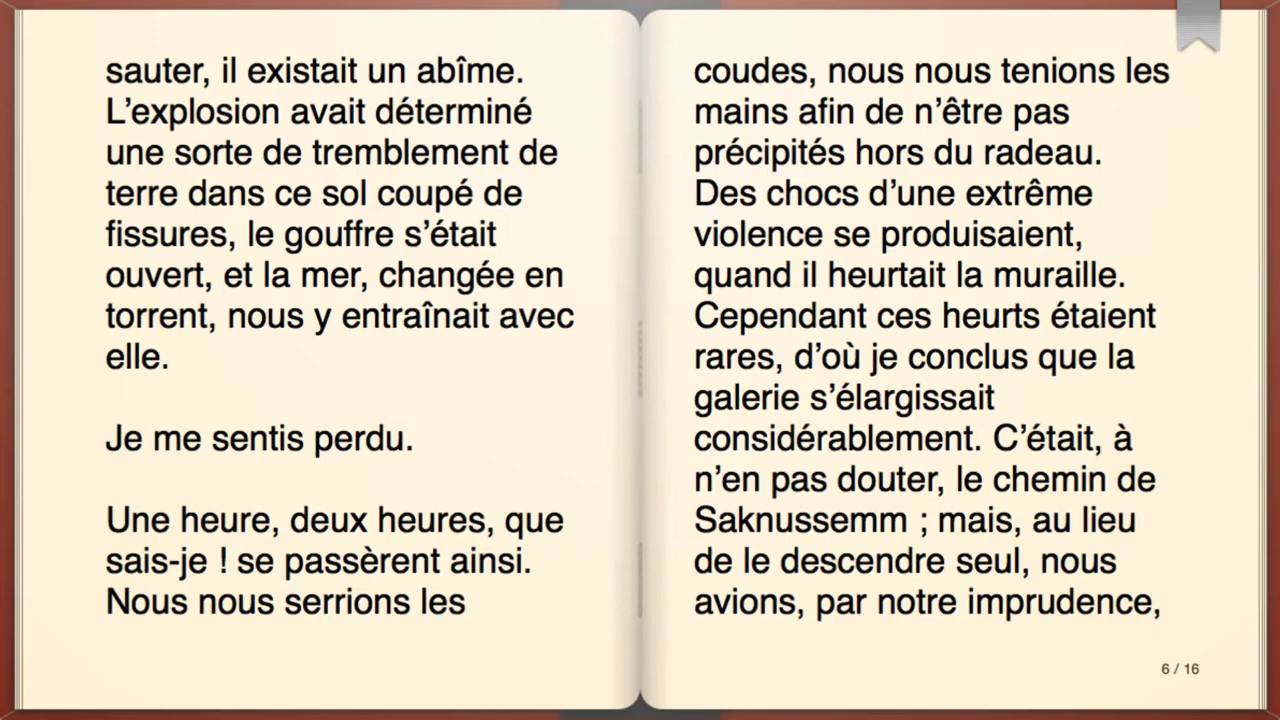 sauter, il existait un abîme.
L’explosion avait déterminé
une sorte de tremblement de
terre dans ce sol coupé de
fissures, le gouffre s’était
ouvert, et la mer, changée en
torrent, nous y entraînait avec
elle.
Je me sentis perdu.
Une heure, deux heures, que
sais-je ! se passèrent ainsi.
Nous nous serrions les
coudes, nous nous tenions les
mains afin de n’être pas
précipités hors du radeau.
Des chocs d’une extrême
violence se produisaient,
quand il heurtait la muraille.
Cependant ces heurts étaient
rares, d’où je conclus que la
galerie s’élargissait
considérablement. C’était, à
n’en pas douter, le chemin de
Saknussemm ; mais, au lieu
de le descendre seul, nous
avions, par notre imprudence,
6 / 16